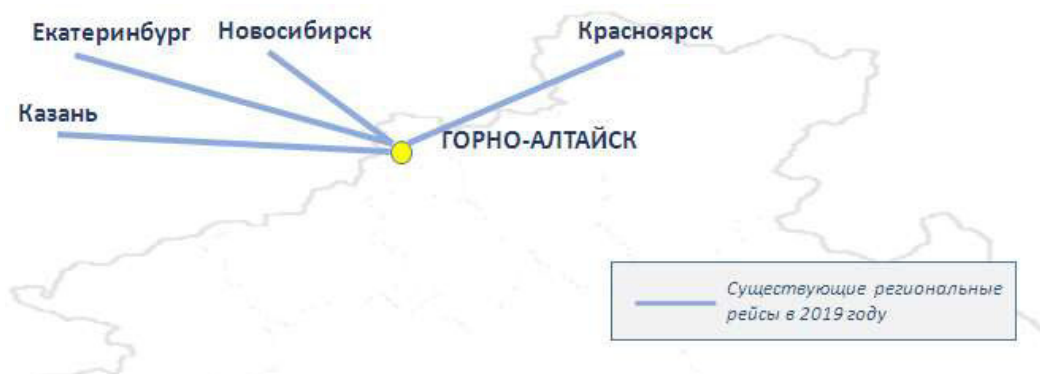 Екатеринбург
Новосибирск
Красноярск
Казань
ГОРНО-АЛТАЙСК
Существующие региональные
рейсы в 2019 году